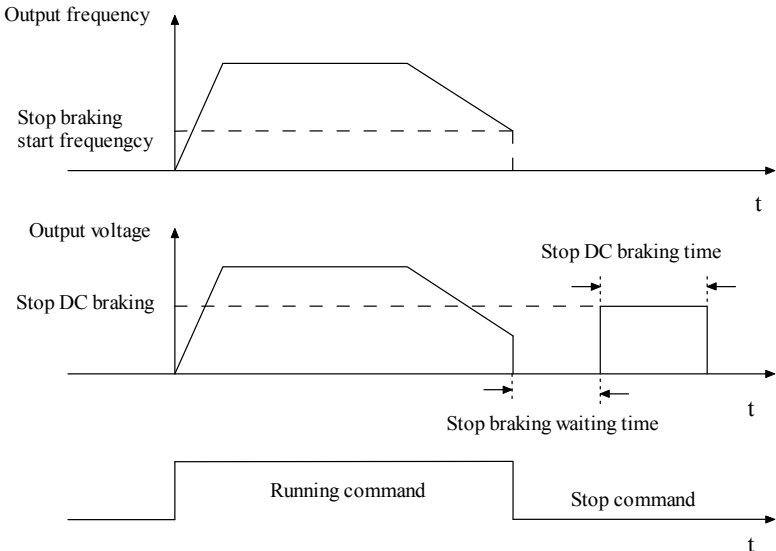 Output frequency
Stop braking
start frequengcy
t
Output voltage
Stop DC braking time
Stop DC braking
t
Stop braking waiting time
Running command
Stop command
t